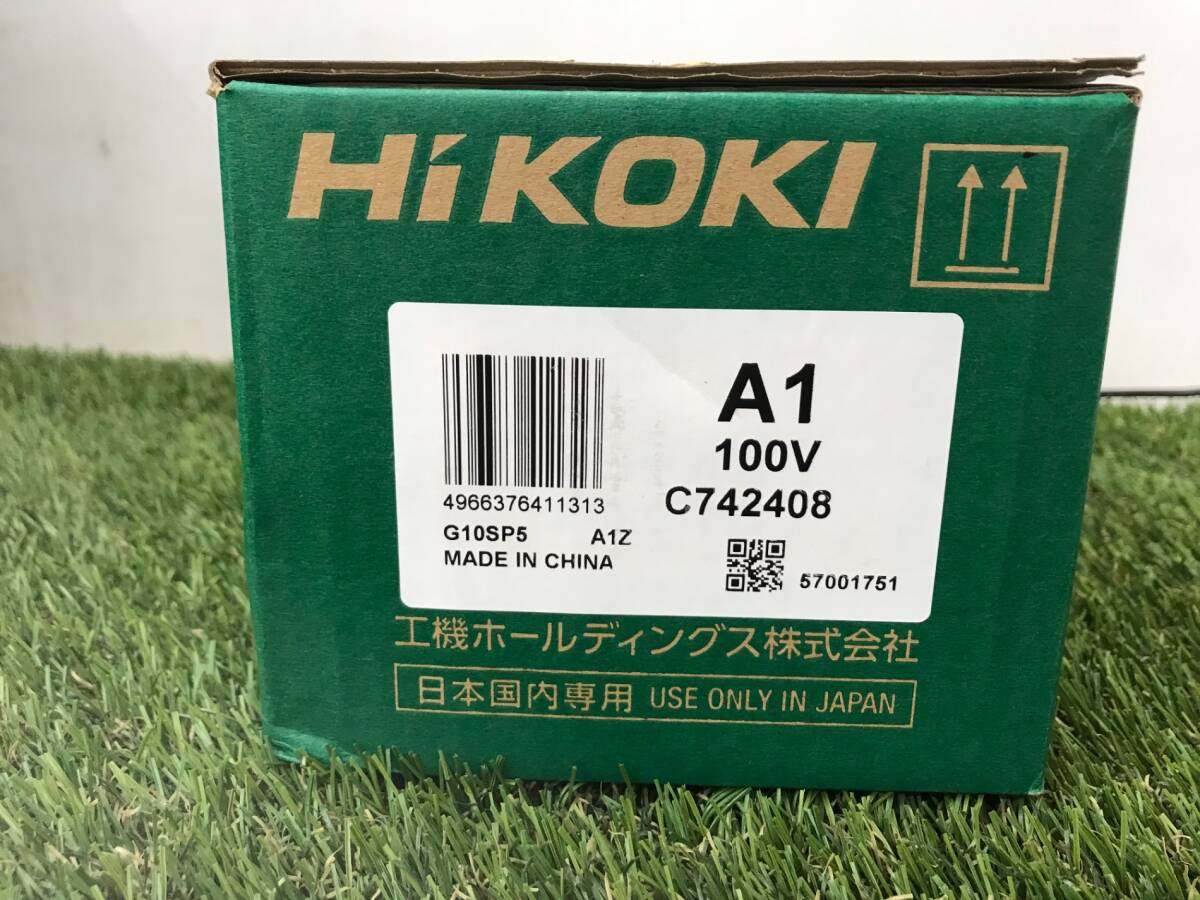 HiKOKI
A1
100V
C742408
4966376411313
G10SP5 A1Z
MADE IN CHINA
57001751
工機ホールディングス株式会社
日本国内専用 USE ONLY IN JAPAN